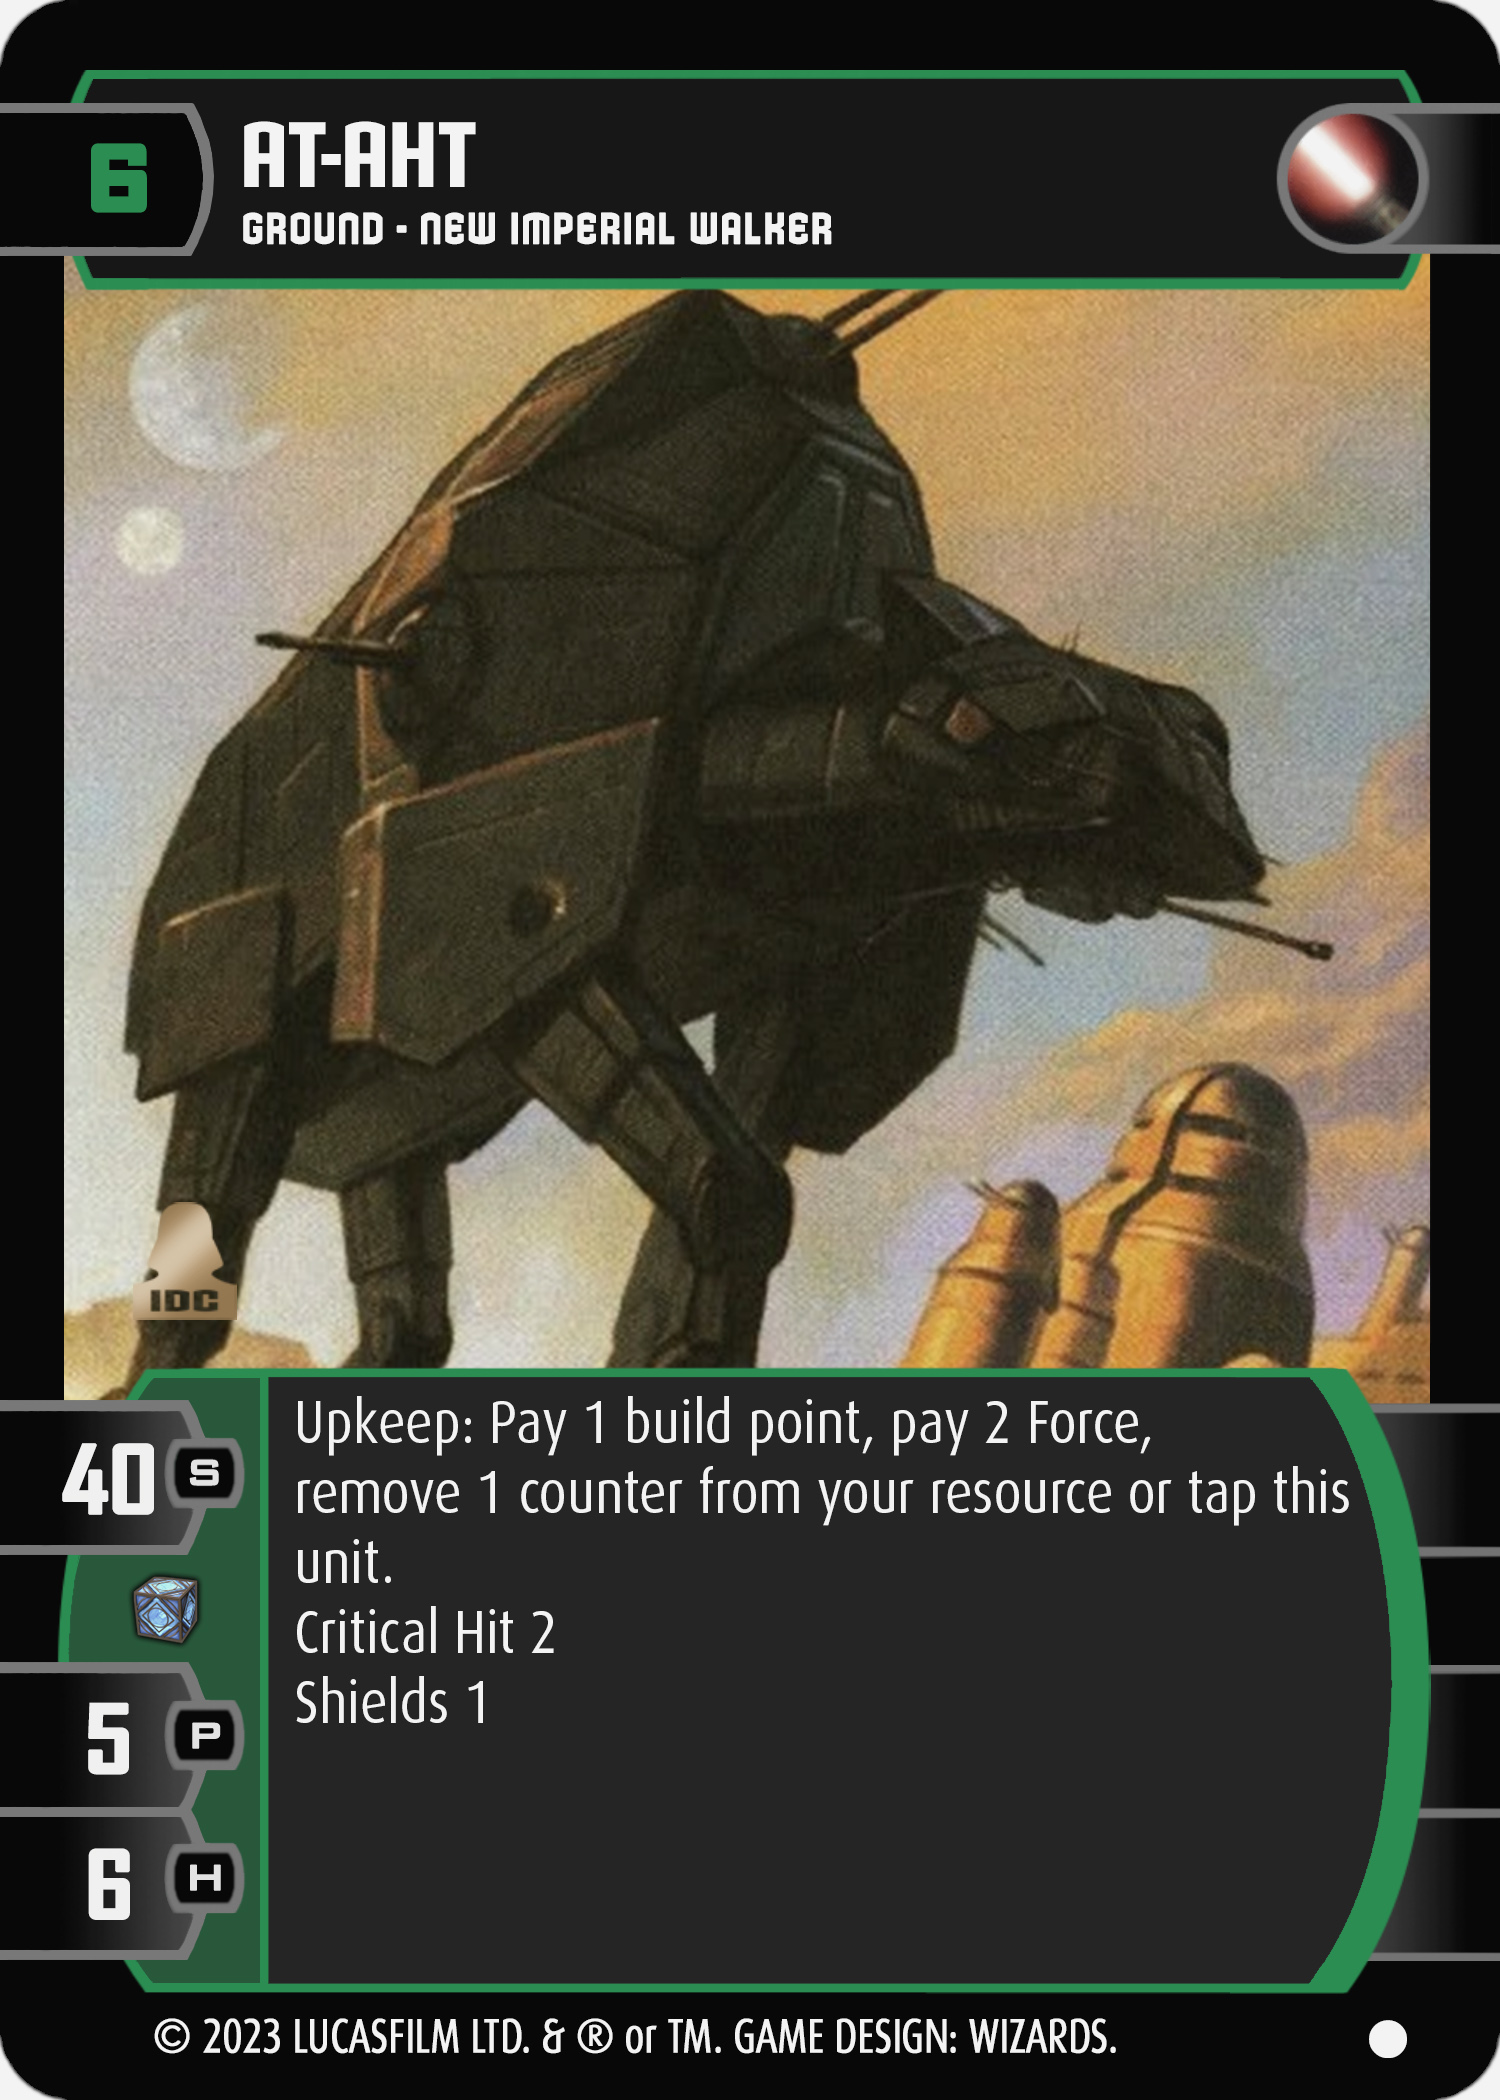 6
AT-AHT
GROUND - NEW IMPERIAL WALKER
IDC
40 S
5 P
6 H
Upkeep: Pay 1 build point, pay 2 Force,
remove 1 counter from your resource or tap this
unit.
Critical Hit 2
Shields 1
© 2023 LUCASFILM LTD. & ® or TM. GAME DESIGN: WIZARDS.